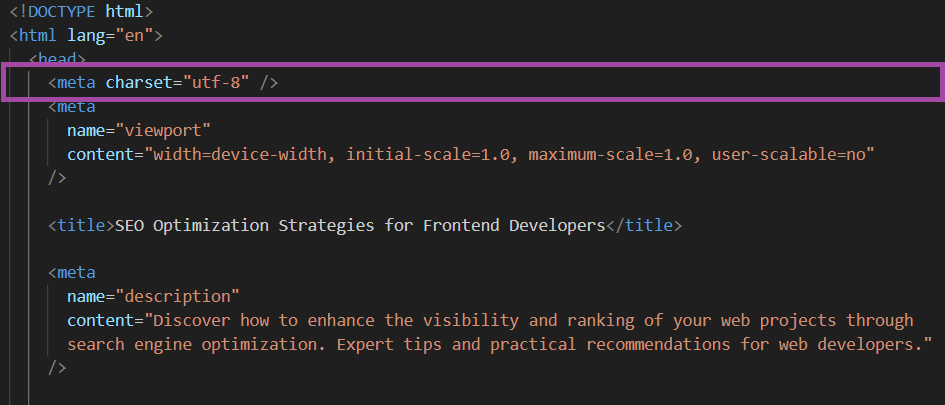 <!DOCTYPE html>
<html lang="en">
<head>
<meta charset="utf-8" />
<meta
name="viewport"
content="width=device-width, initial-scale=1.0, maximum-scale=1.0, user-scalable=no"
/>
<title>SEO Optimization Strategies for Frontend Developers</title>
<meta
name="description"
content="Discover how to enhance the visibility and ranking of your web projects through
search engine optimization. Expert tips and practical recommendations for web developers."
/>